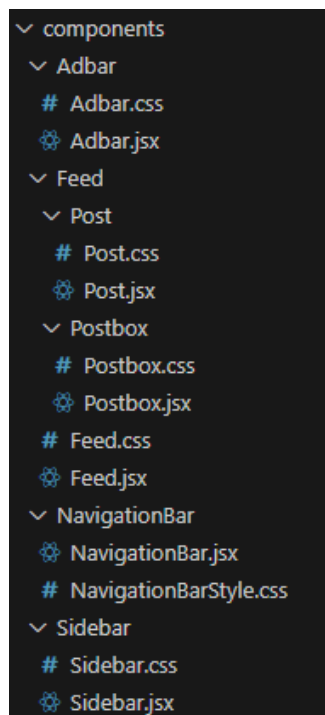 components
Adbar
# Adbar.css
Adbar.jsx
Feed
Post
# Post.css
Post.jsx
Postbox
# Postbox.css
Postbox.jsx
# Feed.css
Feed.jsx
NavigationBar
NavigationBar.jsx
# NavigationBarStyle.css
Sidebar
# Sidebar.css
Sidebar.jsx